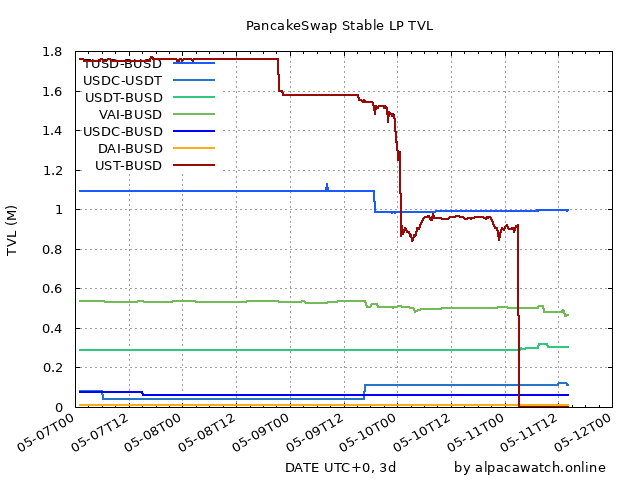 PancakeSwap Stable LP TVL
TVL (M)
1.8
1.6
1.4
1.2
1
0.8
0.6
0.4
0.2
0
TUSD-BUSD
USDC-USDT
USDT-BUSD
VAI-BUSD
USDC-BUSD
DAI-BUSD
UST-BUSD
05-07T00
05-07T12
05-08T00
05-08T12
05-09T00
05-09T12
05-10T00
05-10T12
05-11T00
05-11T12
05-12T00
DATE UTC+0, 3d
by alpacawatch.online